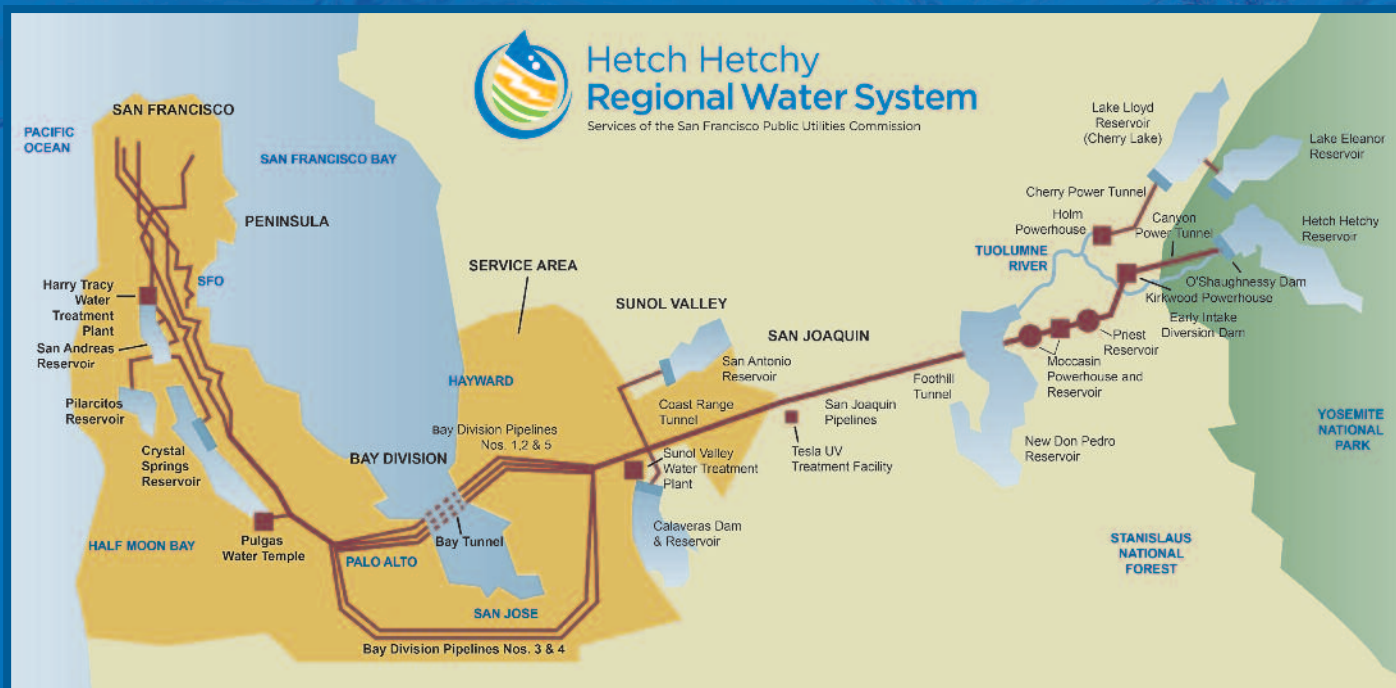 Hetch Hetchy
Regional Water System
Services of the San Francisco Public Utilities Commission
SAN FRANCISCO
PACIFIC
OCEAN
SAN FRANCISCO BAY
PENINSULA
SFO
Harry Tracy
Water
Treatment
Plant
San Andreas
Reservoir
Pilarcitos
Reservoir
Crystal
Springs
Reservoir
HALF MOON BAY
Pulgas
Water Temple
BAY DIVISION
PALO ALTO
Bay Tunnel
SAN JOSE
Bay Division Pipelines Nos. 3 & 4
SERVICE AREA
HAYWARD
Bay Division Pipelines
Nos. 1,2 & 5
SUNOL VALLEY
San Antonio
Reservoir
Coast Range
Tunnel
Sunol Valley
Water Treatment
Plant
Calaveras Dam
& Reservoir
SAN JOAQUIN
San Joaquin
Pipelines
Tesla UV
Treatment Facility
Foothill
Tunnel
New Don Pedro
Reservoir
TUOLUMNE
RIVER
Moccasin
Powerhouse and
Reservoir
Priest
Reservoir
Early Intake
Diversion Dam
Kirkwood Powerhouse
O'Shaughnessy Dam
Canyon
Power Tunnel
Holm
Powerhouse
Cherry Power Tunnel
Lake Lloyd
Reservoir
(Cherry Lake)
Lake Eleanor
Reservoir
Hetch Hetchy
Reservoir
YOSEMITE
NATIONAL
PARK
STANISLAUS
NATIONAL
FOREST